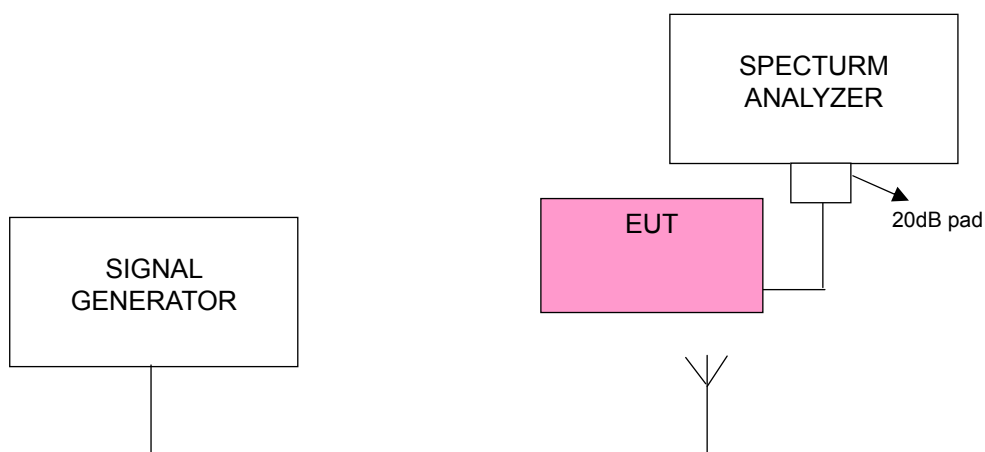 SPECTURM
ANALYZER
20dB pad
EUT
SIGNAL
GENERATOR